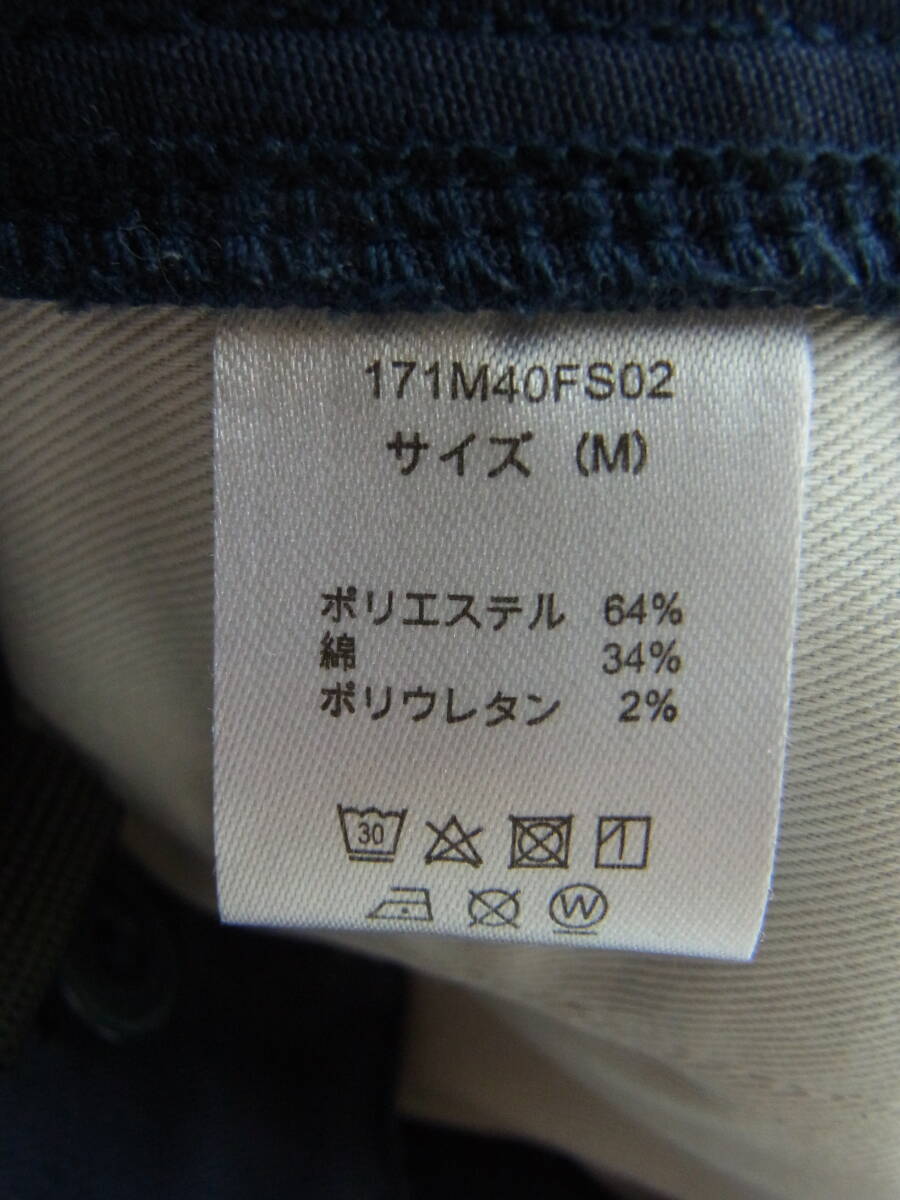 171M40FS02
サイズ (M)
ポリエステル 64%
綿 34%
ポリウレタン 2%
30
W